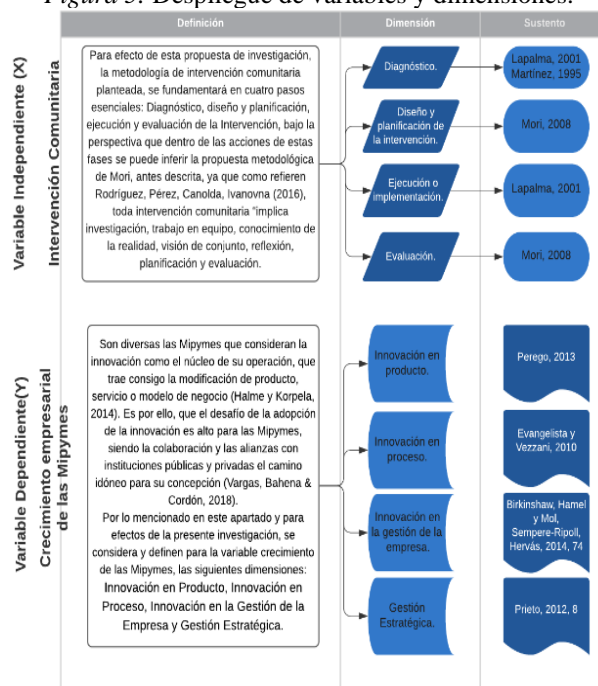 Figura 3. Despliegue de variables y dimensiones.
Definición
Dimensión
Sustento
Variable Independiente (X)
Intervención Comunitaria
Para efecto de esta propuesta de investigación,
la metodología de intervención comunitaria
planteada, se fundamentará en cuatro pasos
esenciales: Diagnóstico, diseño y planificación,
ejecución y evaluación de la Intervención, bajo la
perspectiva que dentro de las acciones de estas
fases se puede inferir la propuesta metodológica
de Mori, antes descrita, ya que como refieren
Rodríguez, Pérez, Canolda, Ivanovna (2016),
toda intervención comunitaria "implica
investigación, trabajo en equipo, conocimiento de
la realidad, visión de conjunto, reflexión,
planificación y evaluación.
Diagnóstico.
Lapalma, 2001
Martínez, 1995
Diseño y
planificación de
la intervención.
Mori, 2008
Ejecución o
implementación.
Lapalma, 2001
Evaluación.
Mori, 2008
Variable Dependiente(Y)
Crecimiento empresarial
de las Mipymes
Son diversas las Mipymes que consideran la
innovación como el núcleo de su operación, que
trae consigo la modificación de producto,
servicio o modelo de negocio (Halme y Korpela,
2014). Es por ello, que el desafío de la adopción
de la innovación es alto para las Mipymes,
siendo la colaboración y las alianzas con
instituciones públicas y privadas el camino
idóneo para su concepción (Vargas, Bahena &
Cordón, 2018).
Por lo mencionado en este apartado y para
efectos de la presente investigación, se
considera y definen para la variable crecimiento
de las Mipymes, las siguientes dimensiones:
Innovación en Producto, Innovación en
Proceso, Innovación en la Gestión de la
Empresa y Gestión Estratégica.
Innovación en
producto.
Perego, 2013
Innovación en
proceso.
Evangelista y
Vezzani, 2010
Innovación en
la gestión de la
empresa.
Birkinshaw, Hamel
y Mol,
Sempere-Ripoll,
Hervás, 2014, 74
Gestión
Estratégica.
Prieto, 2012, 8